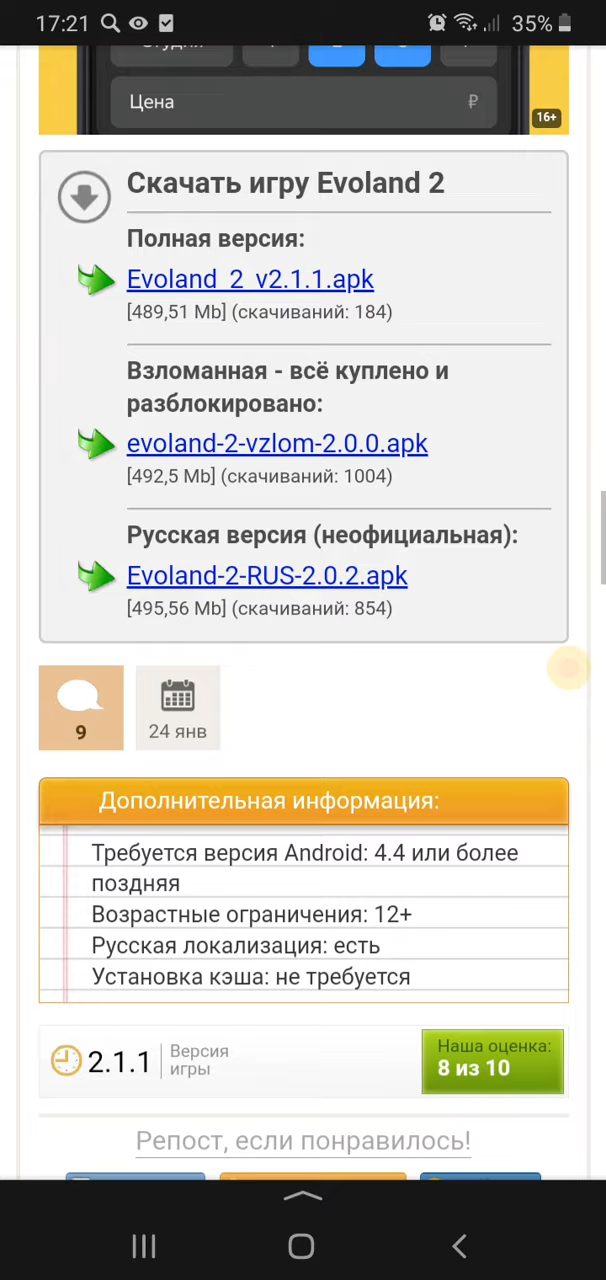 17:21
35%
Студия
Цена ₽
16+
Скачать игру Evoland 2
Полная версия:
Evoland_2_v2.1.1.apk
[489,51 Mb] (скачиваний: 184)
Взломанная - всё куплено и
разблокировано:
evoland-2-vzlom-2.0.0.apk
[492,5 Mb] (скачиваний: 1004)
Русская версия (неофициальная):
Evoland-2-RUS-2.0.2.apk
[495,56 Mb] (скачиваний: 854)
9
24 янв
Дополнительная информация:
Требуется версия Android: 4.4 или более
поздняя
Возрастные ограничения: 12+
Русская локализация: есть
Установка кэша: не требуется
2.1.1
Версия
игры
Наша оценка:
8 из 10
Репост, если понравилось!